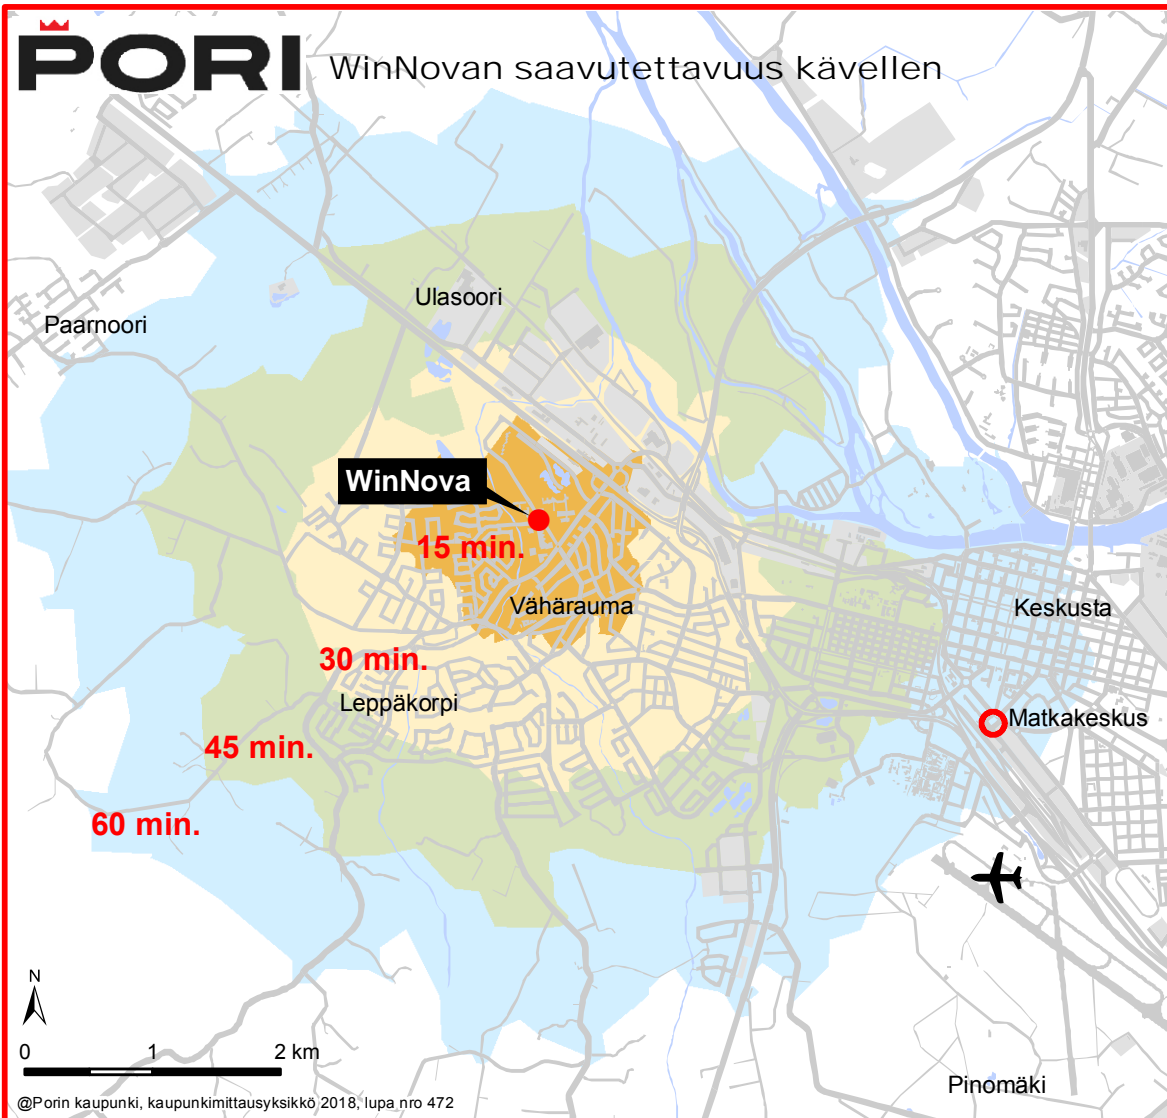 PORI
WinNovan saavutettavuus kävellen
Ulasoori
Paarnoori
WinNova
15 min.
Vähärauma
Keskusta
30 min.
Leppäkorpi
Matkakeskus
45 min.
60 min.
N
0 1 2 km
Pinomäki
@Porin kaupunki, kaupunkimittausyksikkö 2018, lupa nro 472